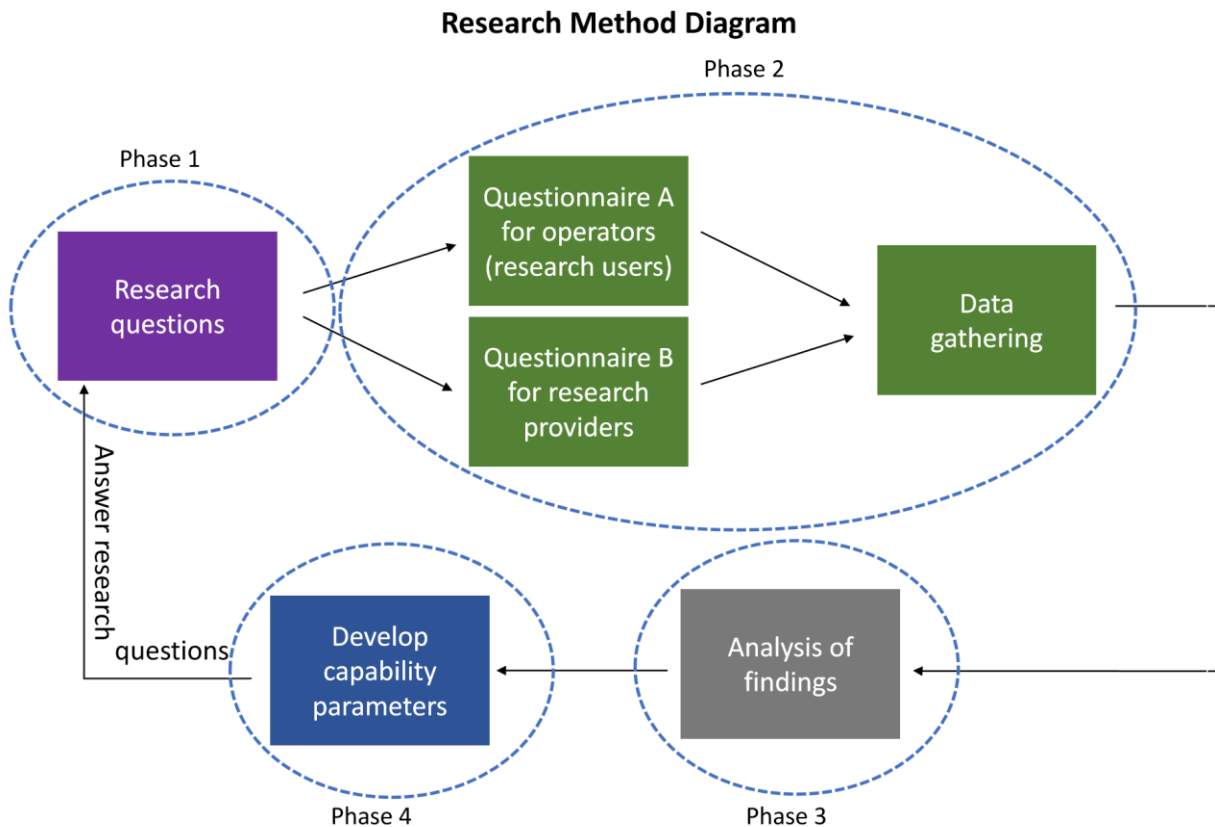 Research Method Diagram
Phase 2
Phase 1
Questionnaire A
for operators
(research users)
Research
questions
Data
gathering
Questionnaire B
for research
providers
Answer research
questions
Develop
capability
parameters
Analysis of
findings
Phase 4
Phase 3